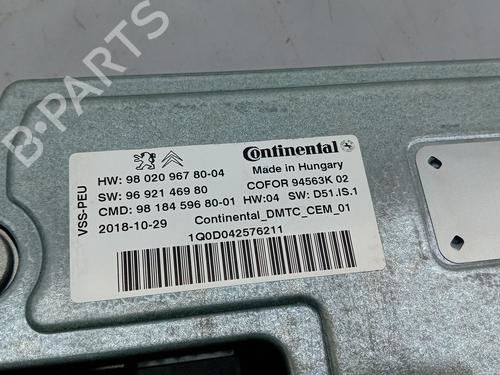 B-PARTS
VSS-PEU
Continental
HW: 98 020 967 80-04
Made in Hungary
SW: 96 921 469 80
COFOR 94563K 02
CMD: 98 184 596 80-01
HW:04 SW: D51.IS.1
2018-10-29
Continental_DMTC_CEM_01
1Q0D042576211